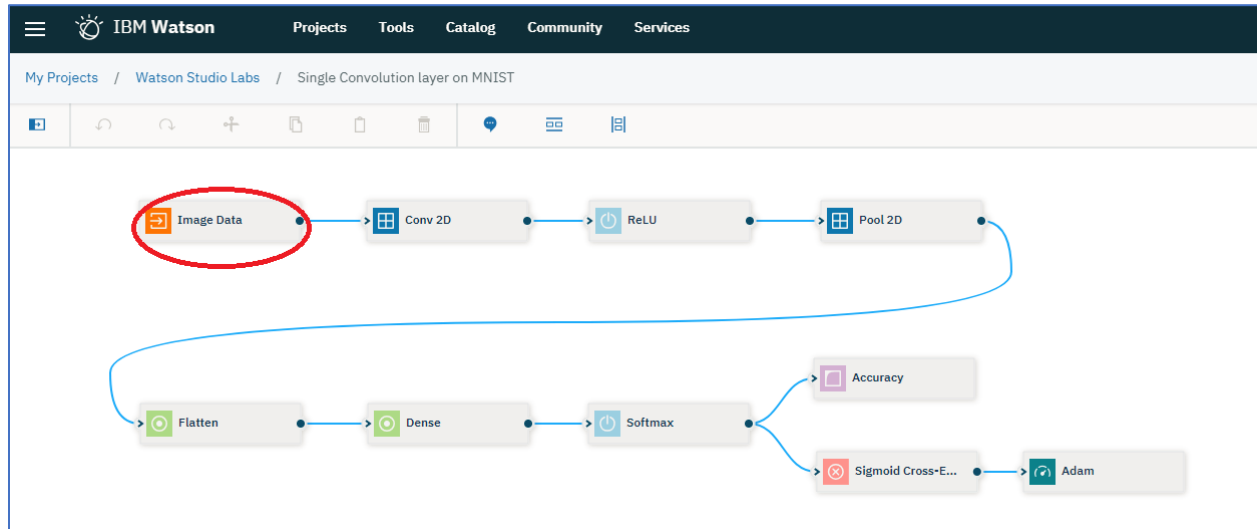 IBM Watson Projects Tools Catalog Community Services
My Projects / Watson Studio Labs / Single Convolution layer on MNIST
Image Data Conv 2D ReLU Pool 2D
Accuracy
Flatten Dense Softmax
Sigmoid Cross-E... Adam